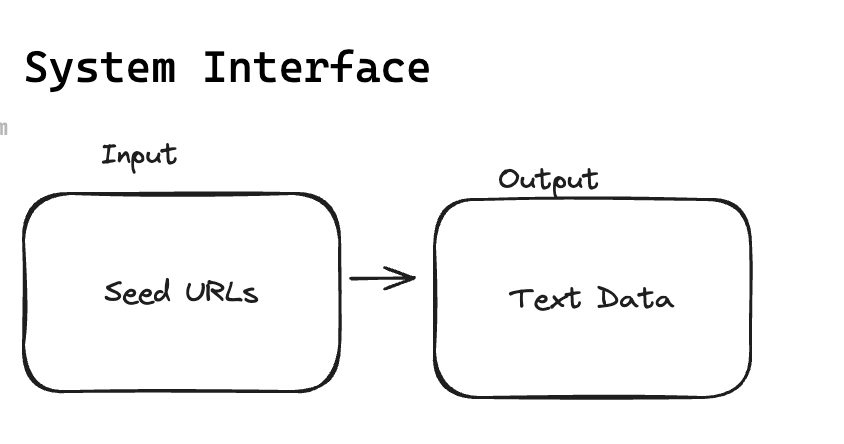 System Interface
m
Input
Output
Seed URLs
Text Data